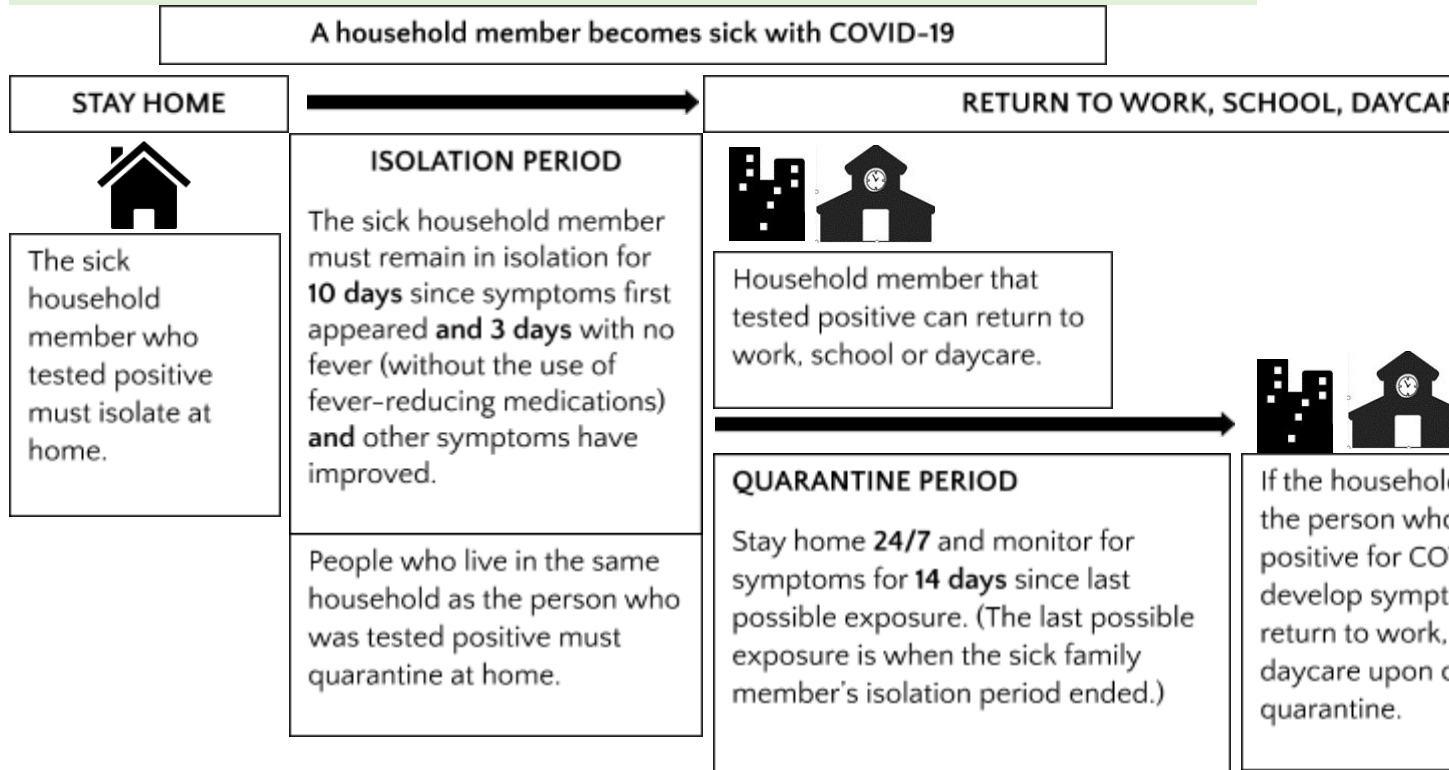 A household member becomes sick with COVID-19
STAY HOME
RETURN TO WORK, SCHOOL,
The sick
household
member who
tested positive
must isolate at
home.
ISOLATION PERIOD
The sick household member
must remain in isolation for
10 days since symptoms first
appeared and 3 days with no
fever (without the use of
fever-reducing medications)
and other symptoms have
improved.
People who live in the same
household as the person who
was tested positive must
quarantine at home.
Household member that
tested positive can return to
work, school or daycare.
QUARANTINE PERIOD
Stay home 24/7 and monitor for
symptoms for 14 days since last
possible exposure. (The last possible
exposure is when the sick family
member's isolation period ended.)
If the
the person
positive for
develop
return to work,
daycare upon
quarantine.